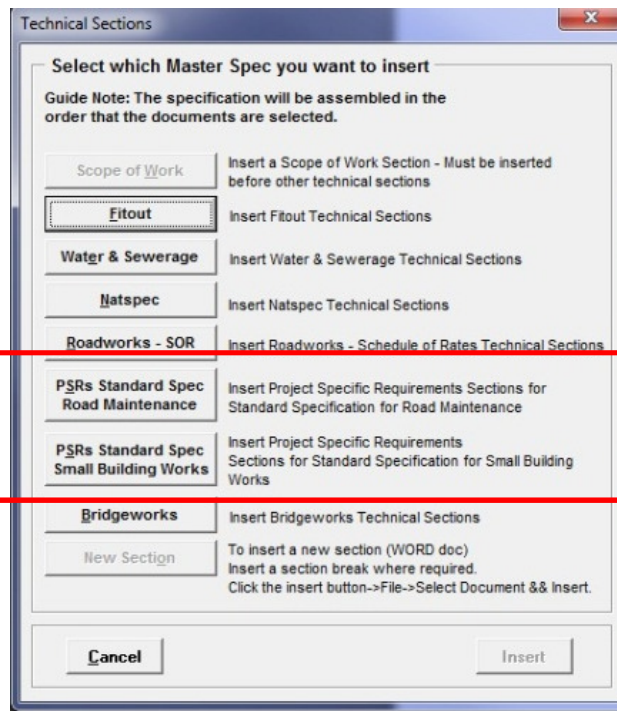 Technical Sections
Select which Master Spec you want to insert
Guide Note: The specification will be assembled in the
order that the documents are selected.
Scope of Work
Insert a Scope of Work Section - Must be inserted
before other technical sections
Fitout
Insert Fitout Technical Sections
Water & Sewerage
Insert Water & Sewerage Technical Sections
Natspec
Insert Natspec Technical Sections
Roadworks - SOR
Insert Roadworks - Schedule of Rates Technical Sections
PSRs Standard Spec
Road Maintenance
Insert Project Specific Requirements Sections for
Standard Specification for Road Maintenance
PSRs Standard Spec
Small Building Works
Insert Project Specific Requirements
Sections for Standard Specification for Small Building
Works
Bridgeworks
Insert Bridgeworks Technical Sections
New Section
To insert a new section (WORD doc)
Insert a section break where required.
Click the insert button->File->Select Document && Insert.
Cancel
Insert